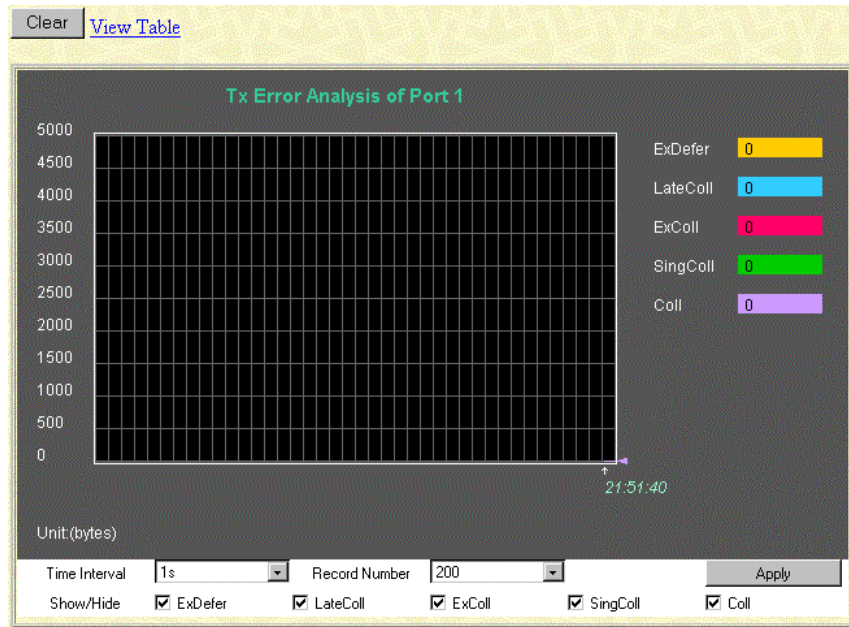 Clear View Table
Tx Error Analysis of Port 1
5000
4500
4000
3500
3000
2500
2000
1500
1000
500
0
ExDefer 0
LateColl 0
ExColl 0
SingColl 0
Coll 0
21:51:40
Unit:(bytes)
Time Interval 1s Record Number 200 Apply
Show/Hide ExDefer LateColl ExColl SingColl Coll